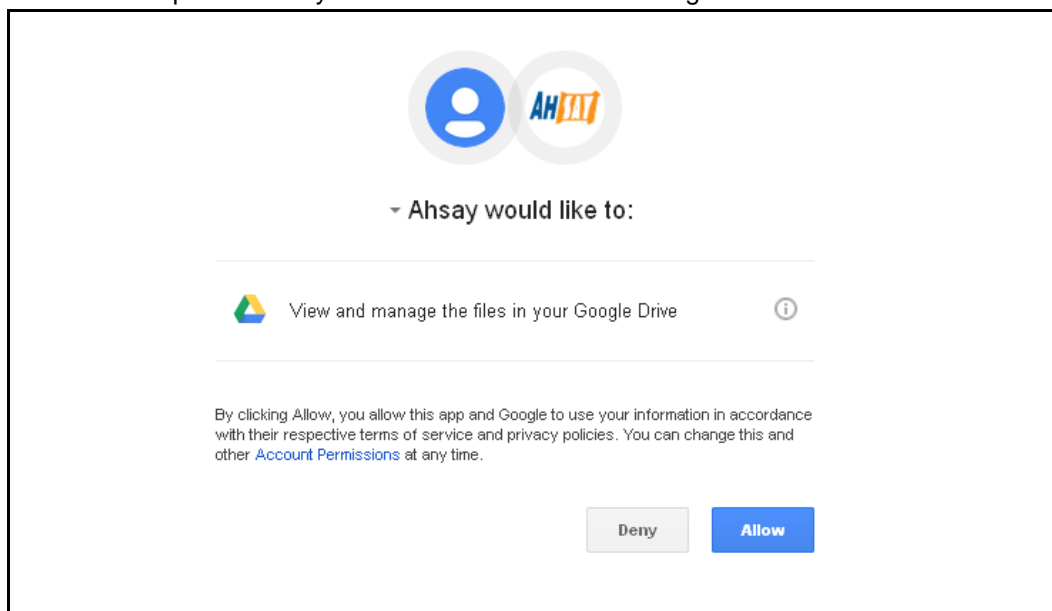 AHSAY
Ahsay would like to:
View and manage the files in your Google Drive
By clicking Allow, you allow this app and Google to use your information in accordance
with their respective terms of service and privacy policies. You can change this and
other Account Permissions at any time.
Deny Allow